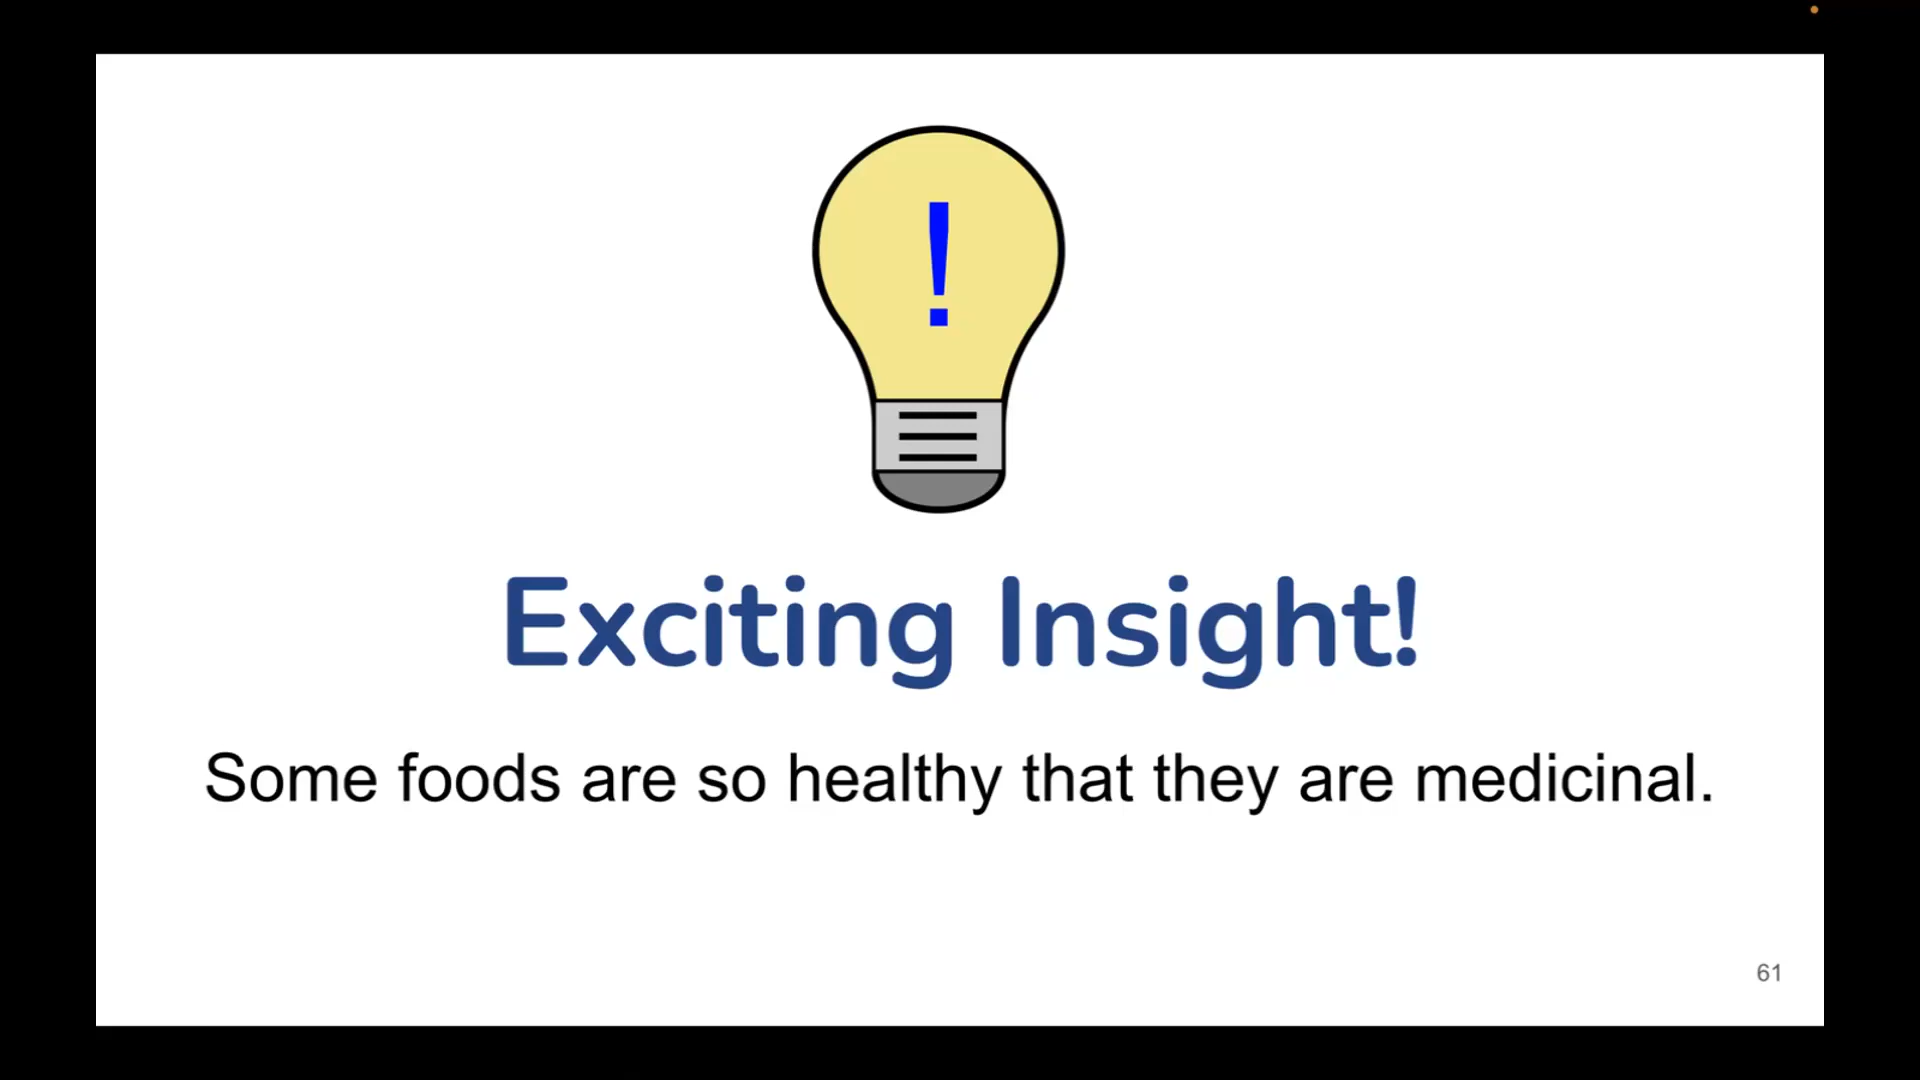 !
Exciting Insight!
Some foods are so healthy that they are medicinal.
61